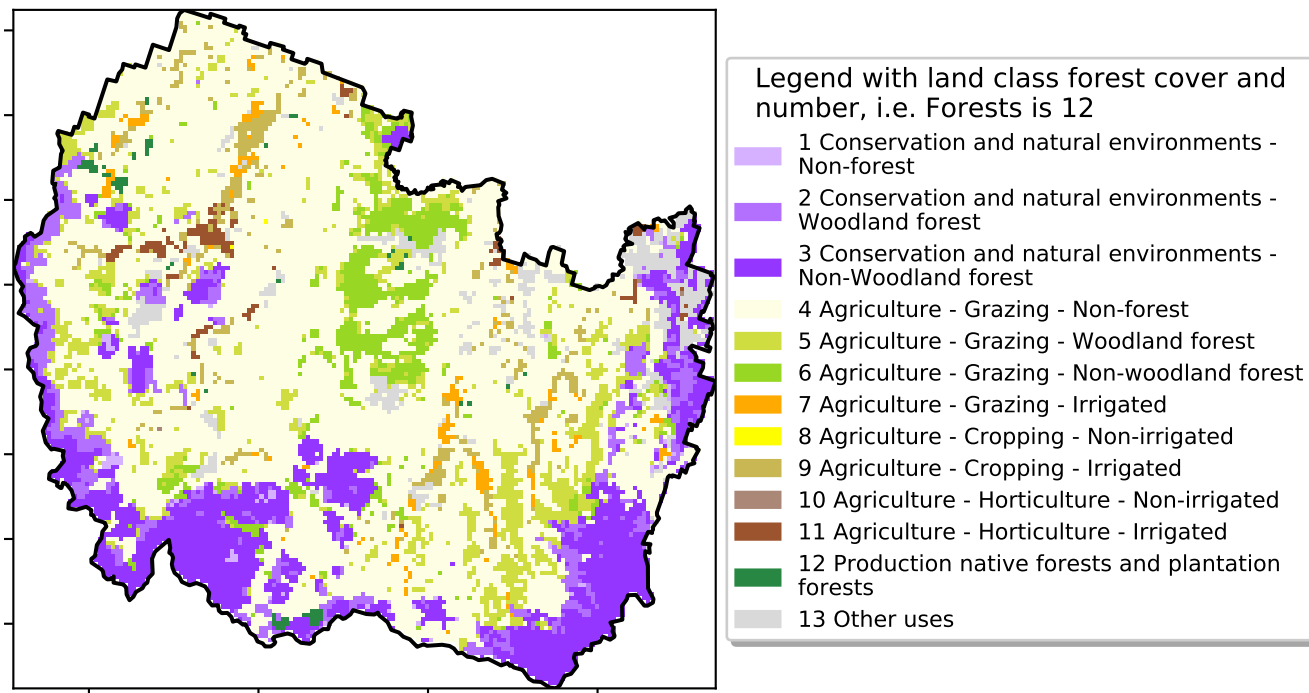 Legend with land class forest cover and
number, i.e. Forests is 12
1 Conservation and natural environments -
Non-forest
2 Conservation and natural environments -
Woodland forest
3 Conservation and natural environments -
Non-Woodland forest
4 Agriculture - Grazing - Non-forest
5 Agriculture - Grazing - Woodland forest
6 Agriculture - Grazing - Non-woodland forest
7 Agriculture - Grazing - Irrigated
8 Agriculture - Cropping - Non-irrigated
9 Agriculture - Cropping - Irrigated
10 Agriculture - Horticulture - Non-irrigated
11 Agriculture - Horticulture - Irrigated
12 Production native forests and plantation
forests
13 Other uses